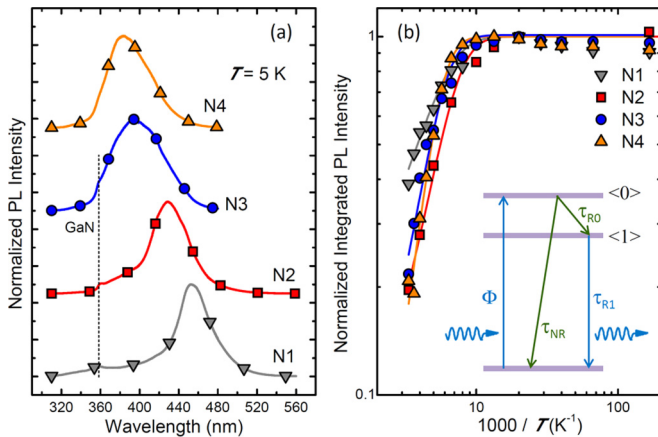 (a)
T = 5 K
N4
N3
GaN
N2
N1
Normalized PL Intensity
320 360 400 440 480 520 560
Wavelength (nm)
(b)
N1
N2
N3
N4
<0>
<1>
Φ
τR0
τR1
τNR
Normalized Integrated PL Intensity
1
0.1
10 100
1000 / T (K-1)